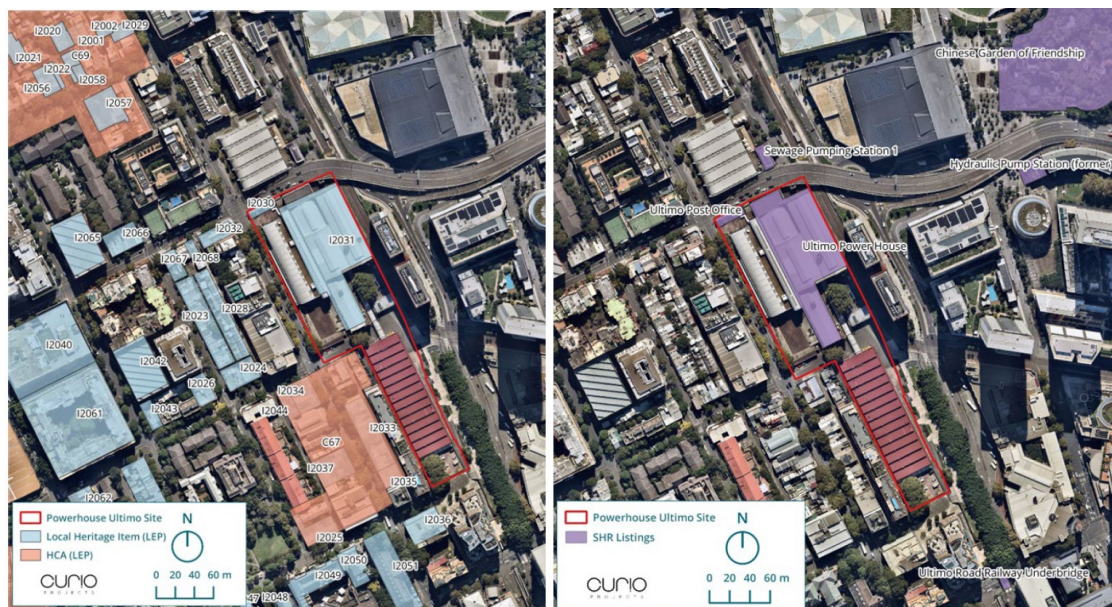 I2020
I2002
I2029
I2001
C69
I2021
I2022
I2058
I2056
I2057
I2030
I2031
I2065
I2066
I2032
I2067
I2068
I2023
I2028
I2040
I2042
I2024
I2026
I2061
I2043
I2034
I2044
C67
I2033
I2037
I2035
I2062
I2036
I2025
I2050
I2051
I2049
I2048
Powerhouse Ultimo Site
Local Heritage Item (LEP)
HCA (LEP)
N
CURIO
PROJECTS
0 20 40 60 m
Chinese Garden of Friendship
Sewage Pumping Station 1
Hydraulic Pump Station (former)
Ultimo Post Office
Ultimo Power House
Ultimo Road Railway Underbridge
Powerhouse Ultimo Site
SHR Listings
N
CURIO
PROJECTS
0 20 40 60 m